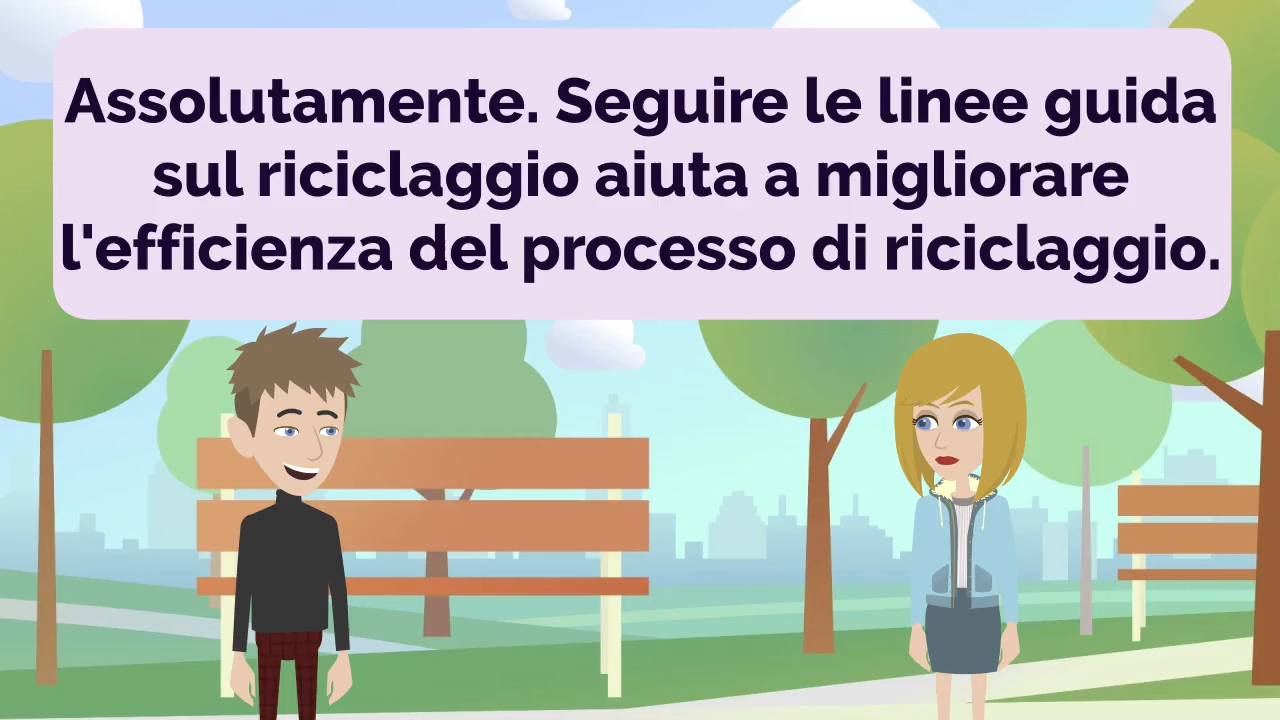 Assolutamente. Seguire le linee guida
sul riciclaggio aiuta a migliorare
l'efficienza del processo di riciclaggio.